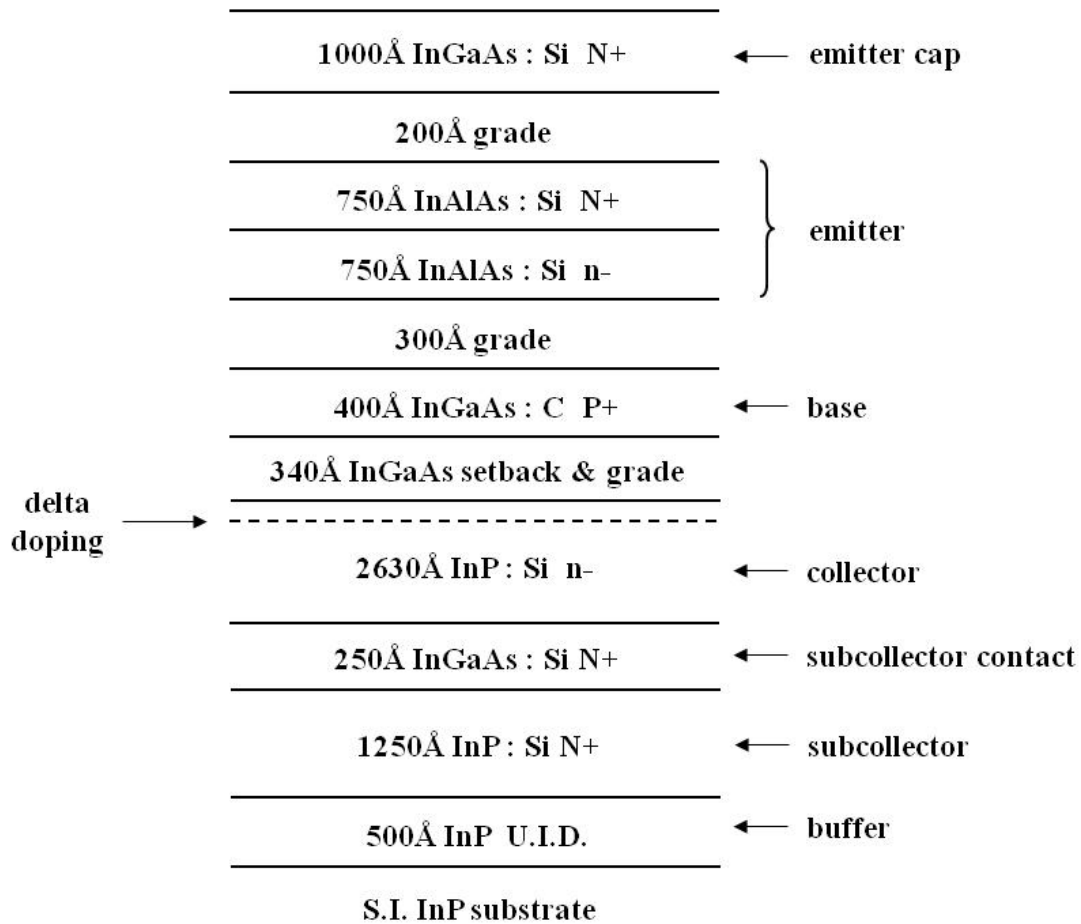 1000Å InGaAs : Si N+
emitter cap
200Å grade
750Å InAlAs : Si N+
emitter
750Å InAlAs : Si n-
300Å grade
400Å InGaAs : C P+
base
340Å InGaAs setback & grade
delta
doping
2630Å InP : Si n-
collector
250Å InGaAs : Si N+
subcollector contact
1250Å InP : Si N+
subcollector
500Å InP U.I.D.
buffer
S.I. InP substrate